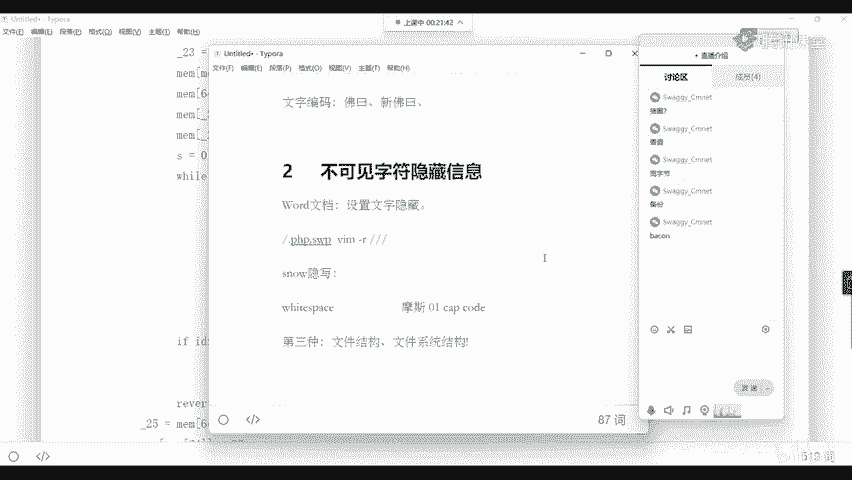 Untitled• - Typora
上课中 00:21:42
文件(F) 编辑(E) 段落(P) 格式(O) 视图(V) 主题(T) 帮助(H)
腾讯课堂
_23 =
mem[m
mem[6
mem[_
mem[_
s = 0
while
if id
rever
_25 = mem[6
Untitled• - Typora
文件(F) 编辑(E) 段落(P) 格式(O) 视图(V) 主题(T) 帮助(H)
文字编码：佛曰、新佛曰、
2 不可见字符隐藏信息
Word文档：设置文字隐藏。
/.php.swp vim -r ///
snow隐写：
whitespace 摩斯 01 cap code
第三种：文件结构、文件系统结构!
87 词
• 直播介绍
讨论区 成员(4)
Swaggy_Cmnet
Swaggy_Cmnet
Swaggy_Cmnet
宽字节
Swaggy_Cmnet
备份
Swaggy_Cmnet
bacon
发送